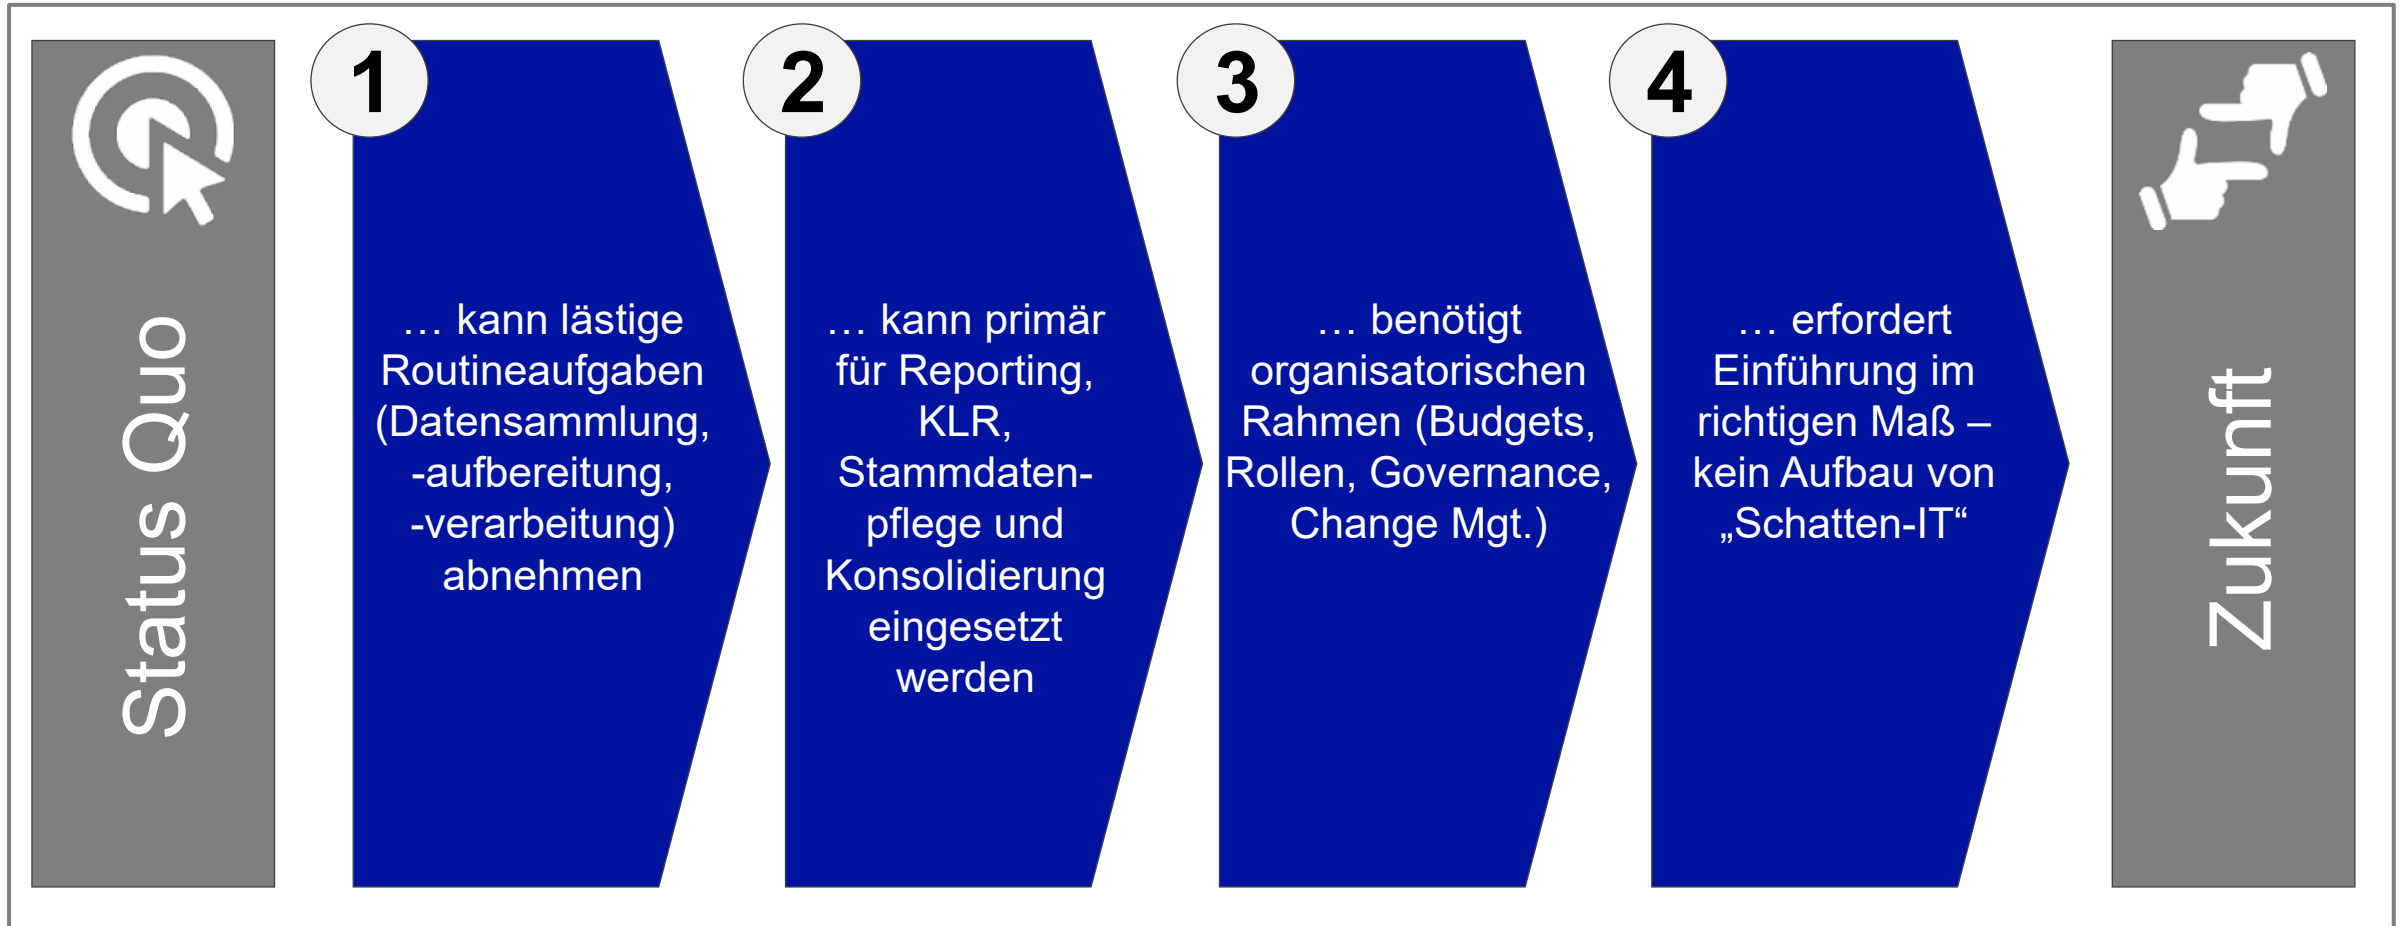 Status Quo
1
… kann lästige
Routineaufgaben
(Datensammlung,
-aufbereitung,
-verarbeitung)
abnehmen
2
… kann primär
für Reporting,
KLR,
Stammdaten-
pflege und
Konsolidierung
eingesetzt
werden
3
… benötigt
organisatorischen
Rahmen (Budgets,
Rollen, Governance,
Change Mgt.)
4
… erfordert
Einführung im
richtigen Maß –
kein Aufbau von
„Schatten-IT“
Zukunft